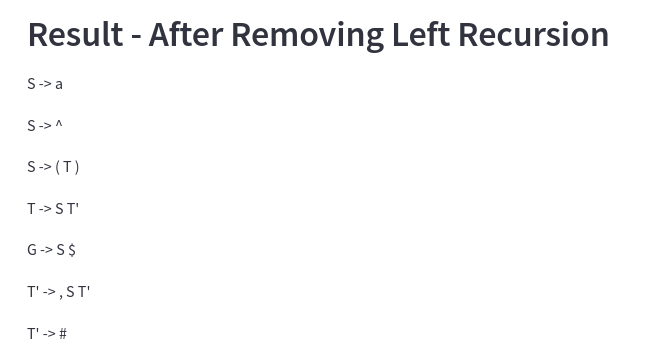 Result - After Removing Left Recursion
S -> a
S -> ^
S -> ( T )
T -> S T'
G -> S $
T' -> , S T'
T' -> #